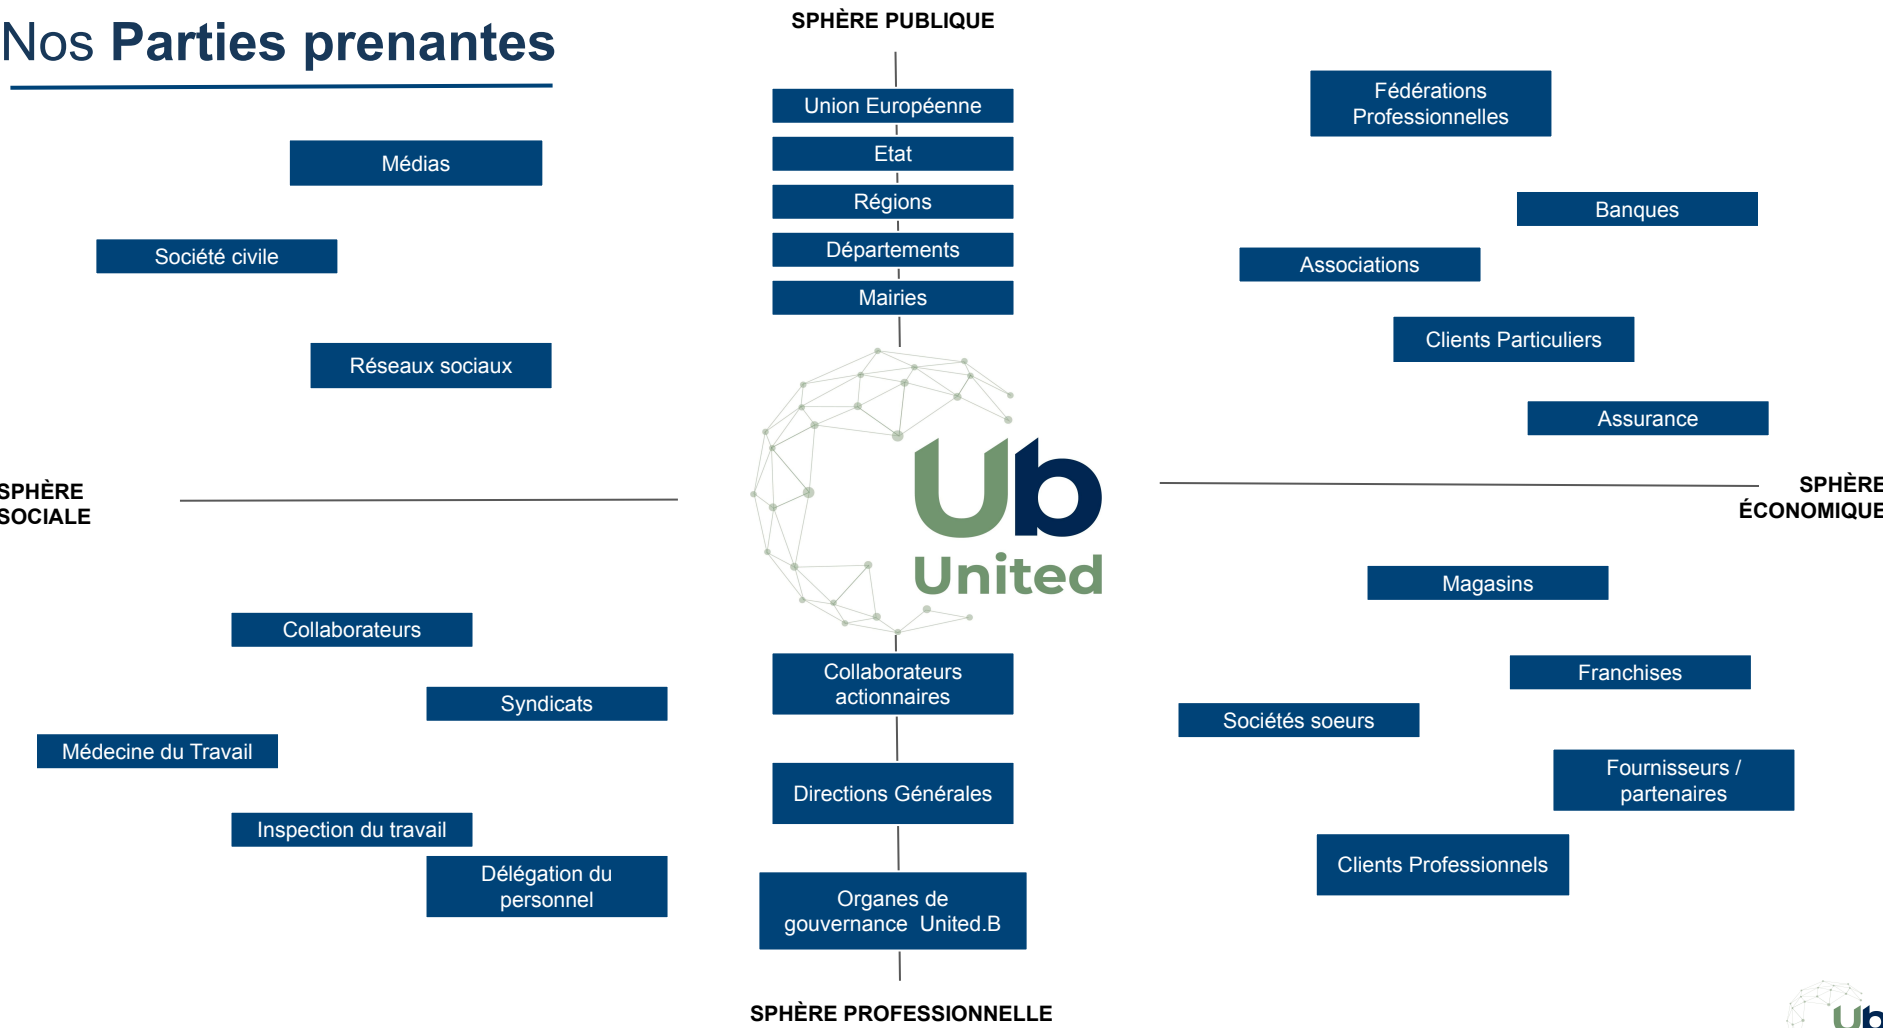 Nos Parties prenantes
SPHÈRE PUBLIQUE
Union Européenne
Etat
Régions
Départements
Mairies
Médias
Société civile
Réseaux sociaux
Fédérations
Professionnelles
Banques
Associations
Clients Particuliers
Assurance
SPHÈRE
SOCIALE
Ub
United
SPHÈRE
ÉCONOMIQUE
Collaborateurs
Syndicats
Médecine du Travail
Inspection du travail
Délégation du
personnel
Collaborateurs
actionnaires
Directions Générales
Organes de
gouvernance United.B
Magasins
Franchises
Sociétés soeurs
Fournisseurs /
partenaires
Clients Professionnels
SPHÈRE PROFESSIONNELLE
Ub